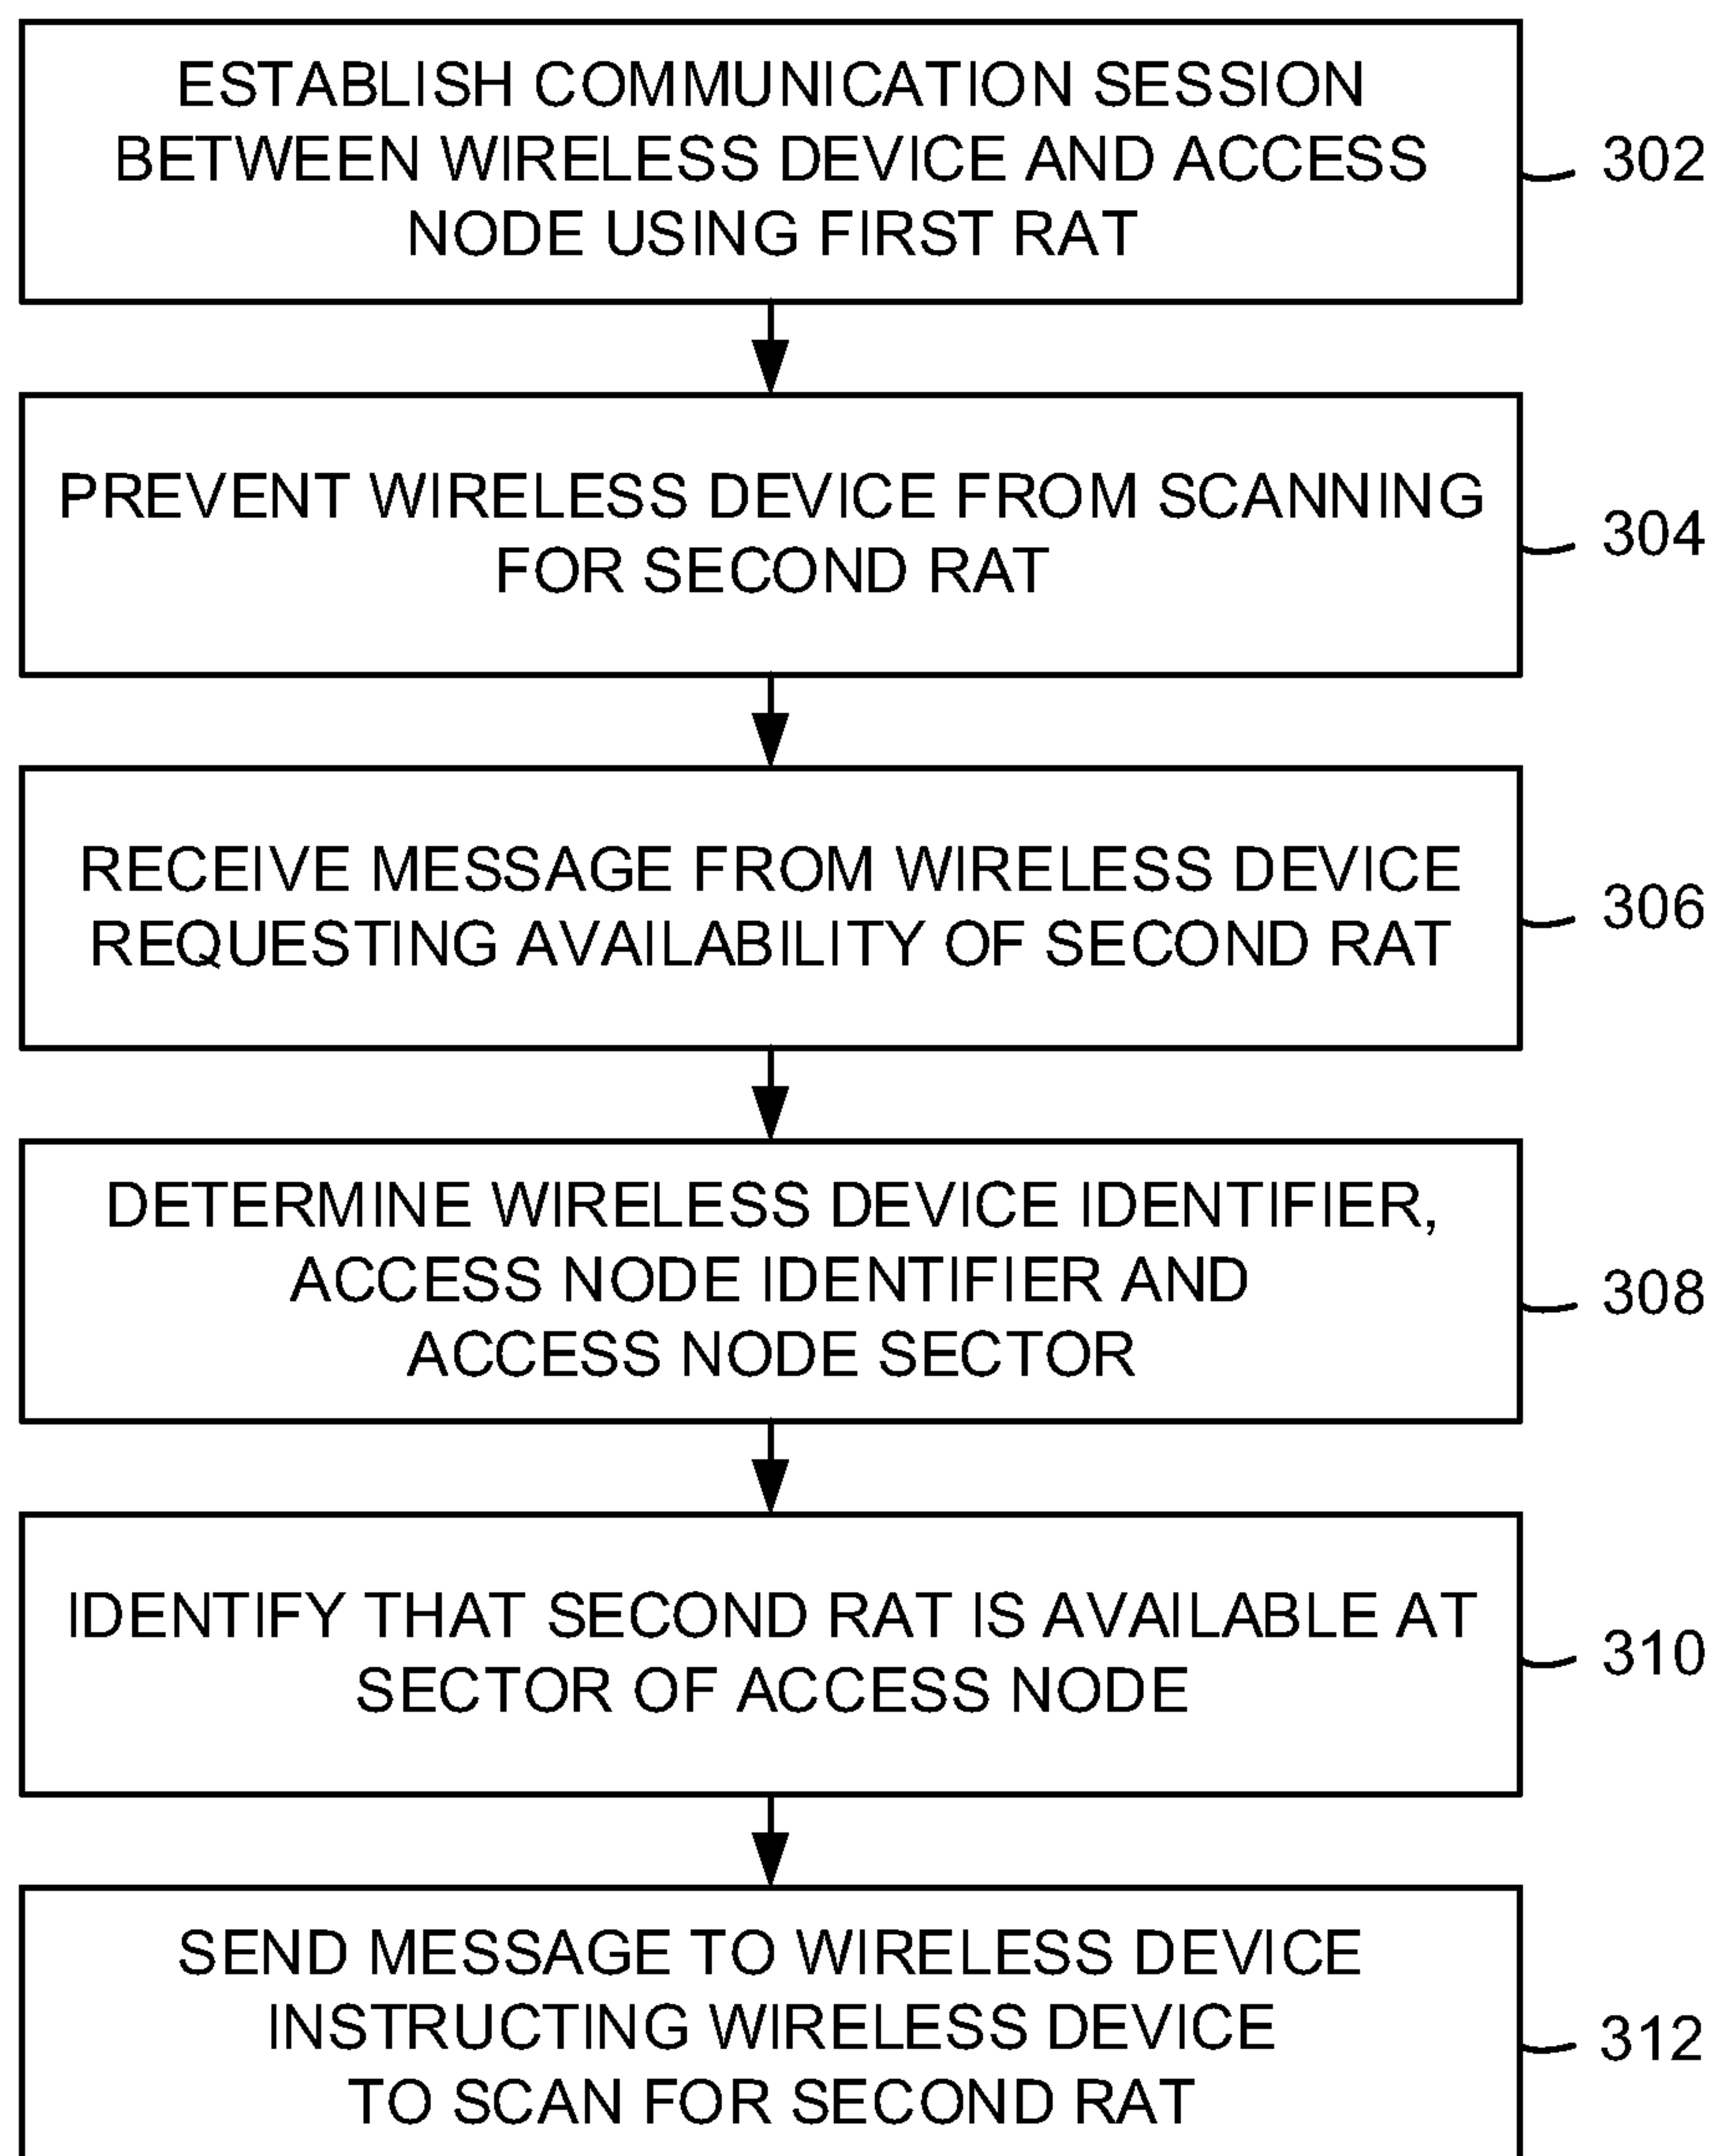 ESTABLISH COMMUNICATION SESSION
BETWEEN WIRELESS DEVICE AND ACCESS
NODE USING FIRST RAT
302
PREVENT WIRELESS DEVICE FROM SCANNING
FOR SECOND RAT
304
RECEIVE MESSAGE FROM WIRELESS DEVICE
REQUESTING AVAILABILITY OF SECOND RAT
306
DETERMINE WIRELESS DEVICE IDENTIFIER,
ACCESS NODE IDENTIFIER AND
ACCESS NODE SECTOR
308
IDENTIFY THAT SECOND RAT IS AVAILABLE AT
SECTOR OF ACCESS NODE
310
SEND MESSAGE TO WIRELESS DEVICE
INSTRUCTING WIRELESS DEVICE
TO SCAN FOR SECOND RAT
312